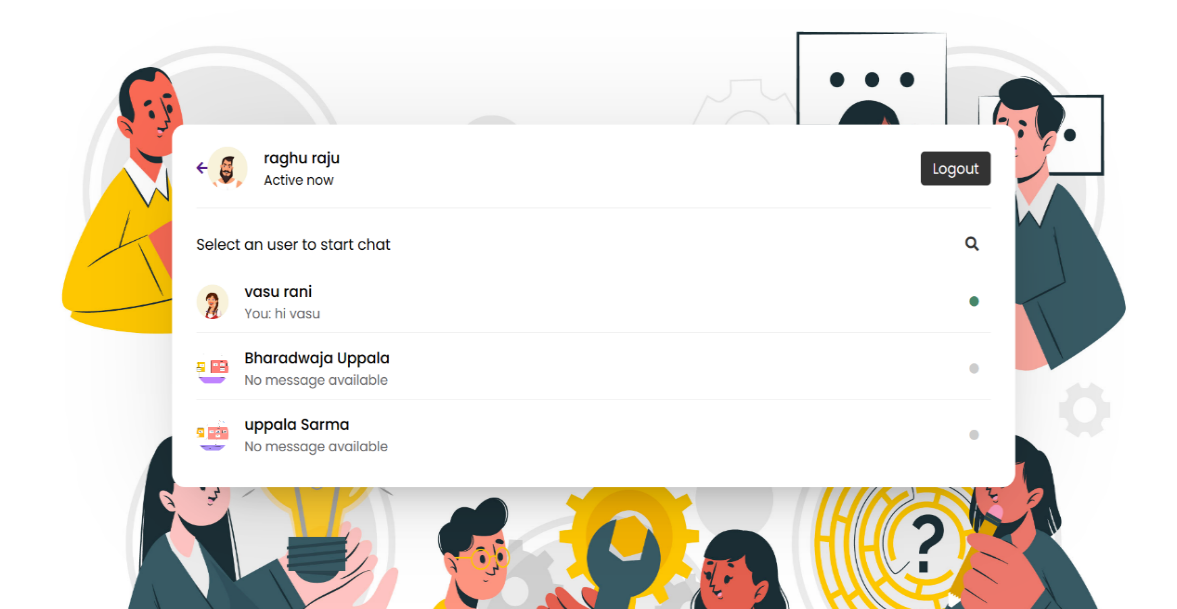 raghu raju
Active now
Logout
Select an user to start chat
vasu rani
You: hi vasu
Bharadwaja Uppala
No message available
uppala Sarma
No message available
?